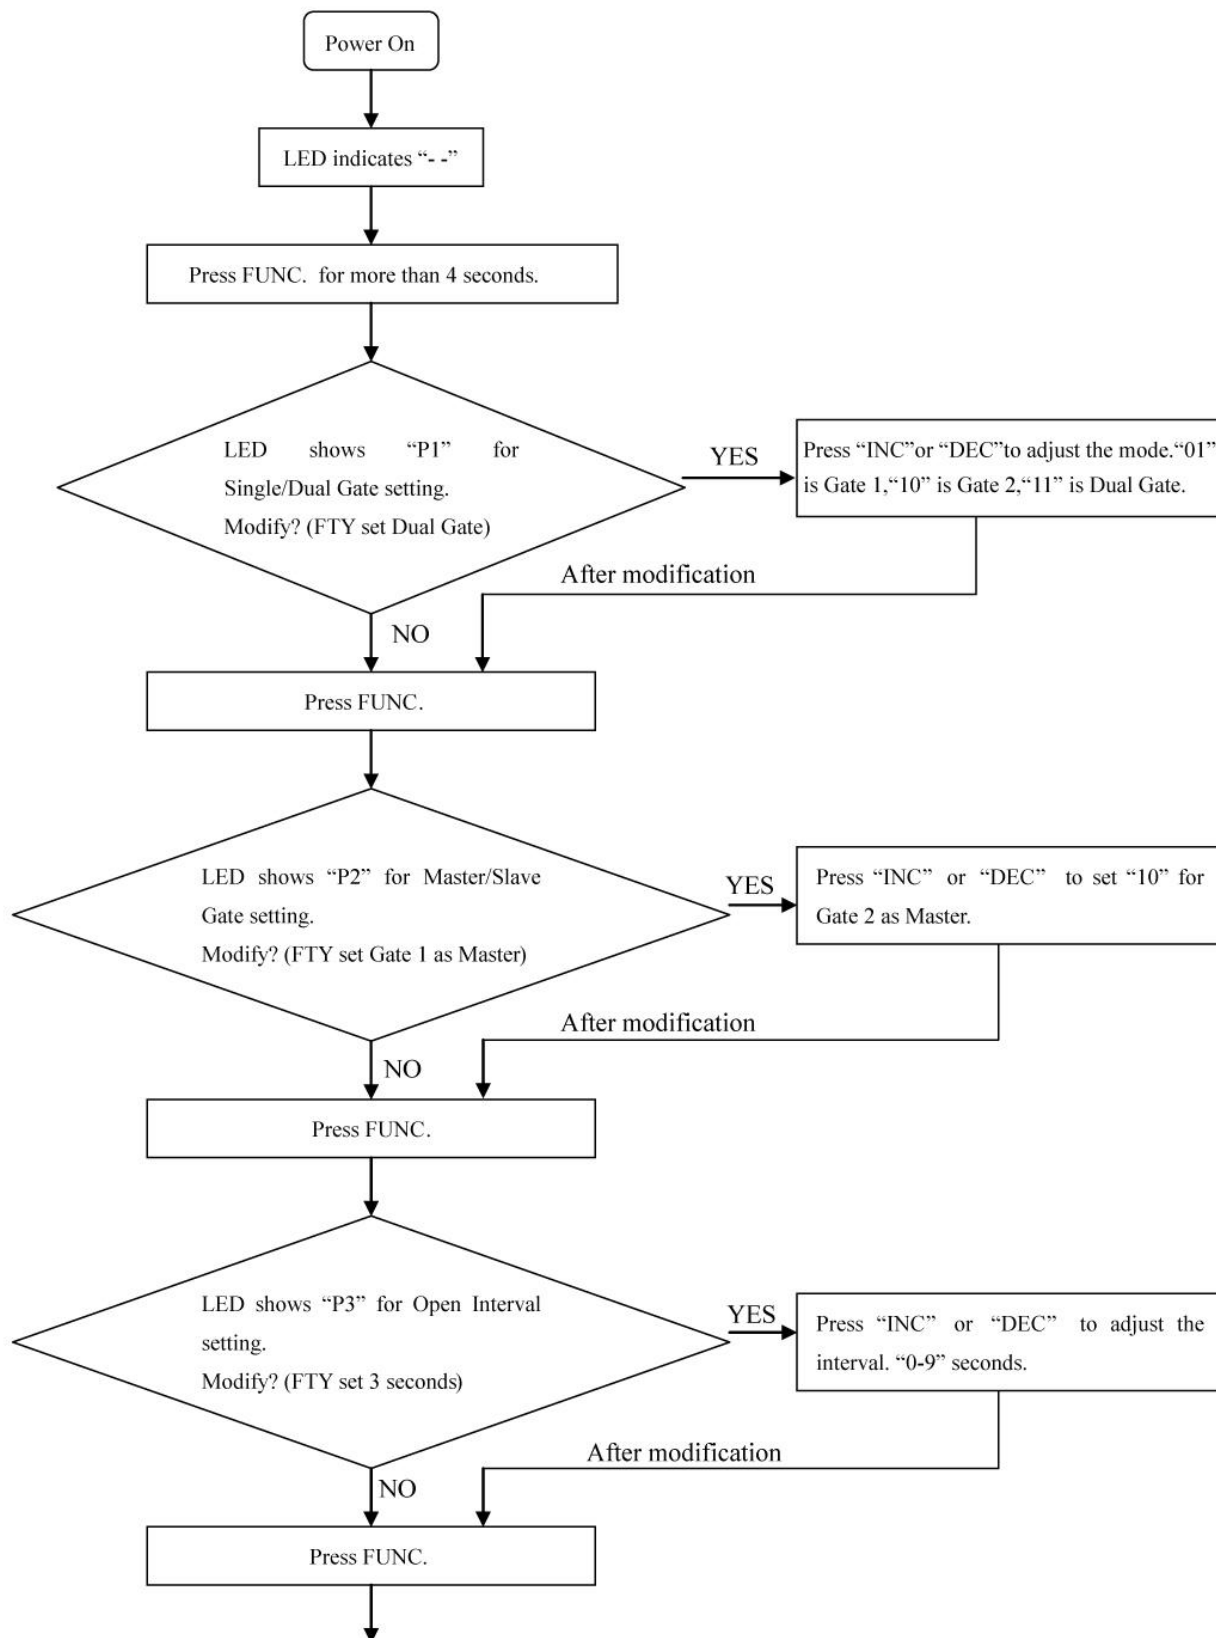 Power On
LED indicates “- -”
Press FUNC. for more than 4 seconds.
LED shows “P1” for
Single/Dual Gate setting.
Modify? (FTY set Dual Gate)
YES
Press “INC”or “DEC”to adjust the mode.“01”
is Gate 1,“10” is Gate 2,“11” is Dual Gate.
After modification
NO
Press FUNC.
LED shows “P2” for Master/Slave
Gate setting.
Modify? (FTY set Gate 1 as Master)
YES
Press “INC” or “DEC” to set “10” for
Gate 2 as Master.
After modification
NO
Press FUNC.
LED shows “P3” for Open Interval
setting.
Modify? (FTY set 3 seconds)
YES
Press “INC” or “DEC” to adjust the
interval. “0-9” seconds.
After modification
NO
Press FUNC.